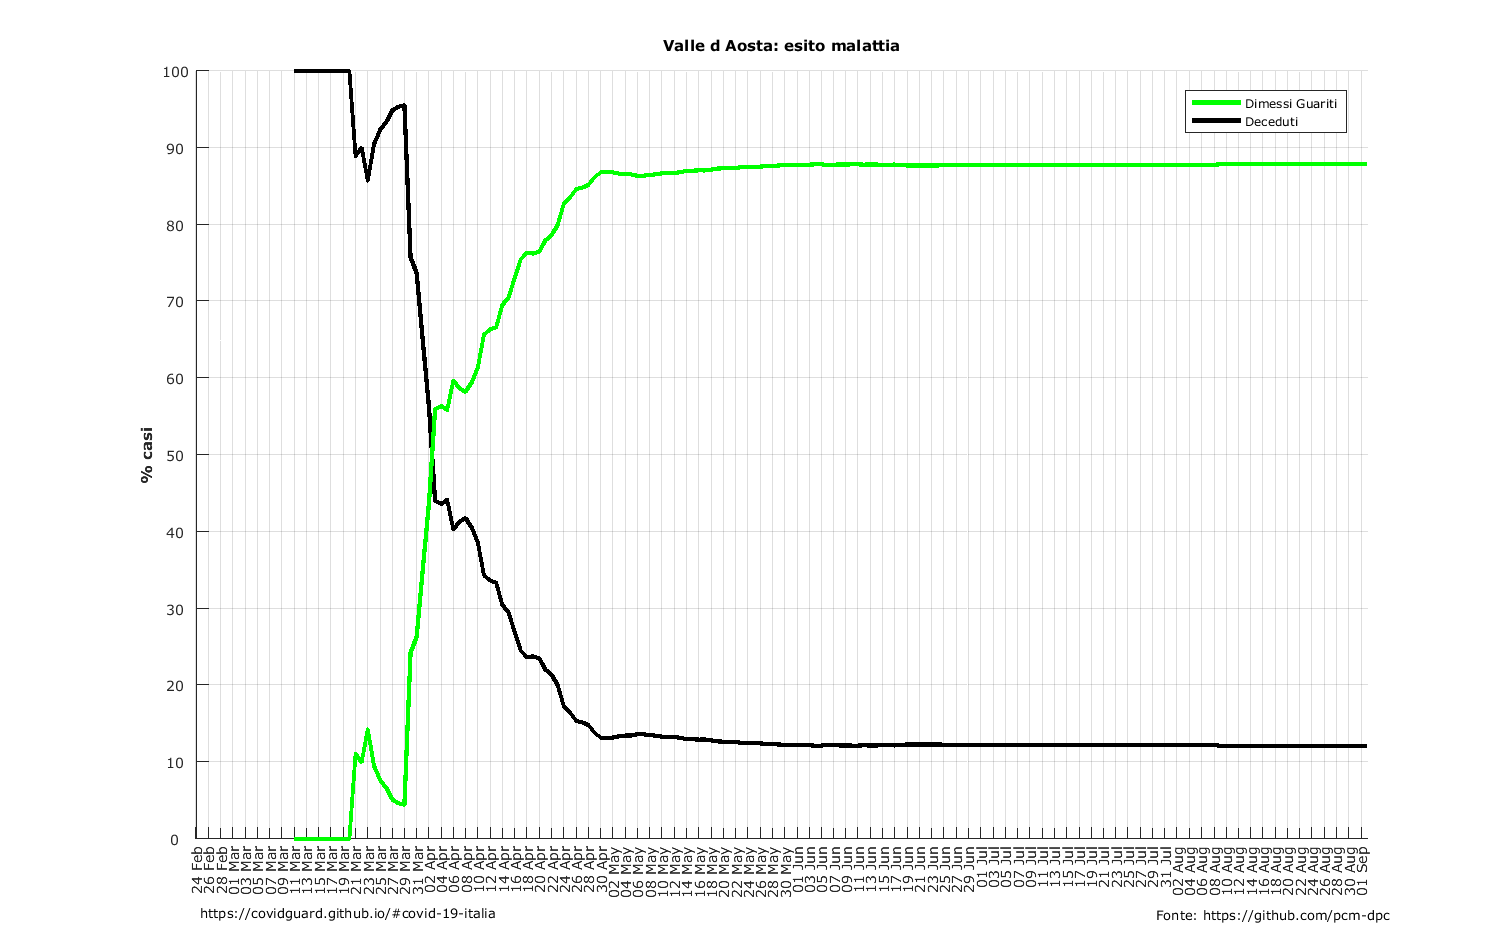 Valle d Aosta: esito malattia
100
90
80
70
60
50
40
30
20
10
0
% casi
Dimessi Guariti
Deceduti
24 Feb
26 Feb
28 Feb
01 Mar
03 Mar
05 Mar
07 Mar
09 Mar
11 Mar
13 Mar
15 Mar
17 Mar
19 Mar
21 Mar
23 Mar
25 Mar
27 Mar
29 Mar
31 Mar
02 Apr
04 Apr
06 Apr
08 Apr
10 Apr
12 Apr
14 Apr
16 Apr
18 Apr
20 Apr
22 Apr
24 Apr
26 Apr
28 Apr
30 Apr
02 May
04 May
06 May
08 May
10 May
12 May
14 May
16 May
18 May
20 May
22 May
24 May
26 May
28 May
30 May
01 Jun
03 Jun
05 Jun
07 Jun
09 Jun
11 Jun
13 Jun
15 Jun
17 Jun
19 Jun
21 Jun
23 Jun
25 Jun
27 Jun
29 Jun
01 Jul
03 Jul
05 Jul
07 Jul
09 Jul
11 Jul
13 Jul
15 Jul
17 Jul
19 Jul
21 Jul
23 Jul
25 Jul
27 Jul
29 Jul
31 Jul
02 Aug
04 Aug
06 Aug
08 Aug
10 Aug
12 Aug
14 Aug
16 Aug
18 Aug
20 Aug
22 Aug
24 Aug
26 Aug
28 Aug
30 Aug
01 Sep
https://covidguard.github.io/#covid-19-italia
Fonte: https://github.com/pcm-dpc